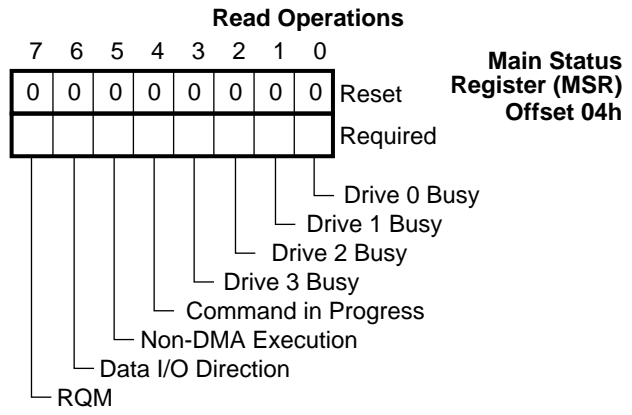 Read Operations
7 6 5 4 3 2 1 0
Main Status
Register (MSR)
Offset 04h
0 0 0 0 0 0 0 0 Reset
Required
Drive 0 Busy
Drive 1 Busy
Drive 2 Busy
Drive 3 Busy
Command in Progress
Non-DMA Execution
Data I/O Direction
RQM